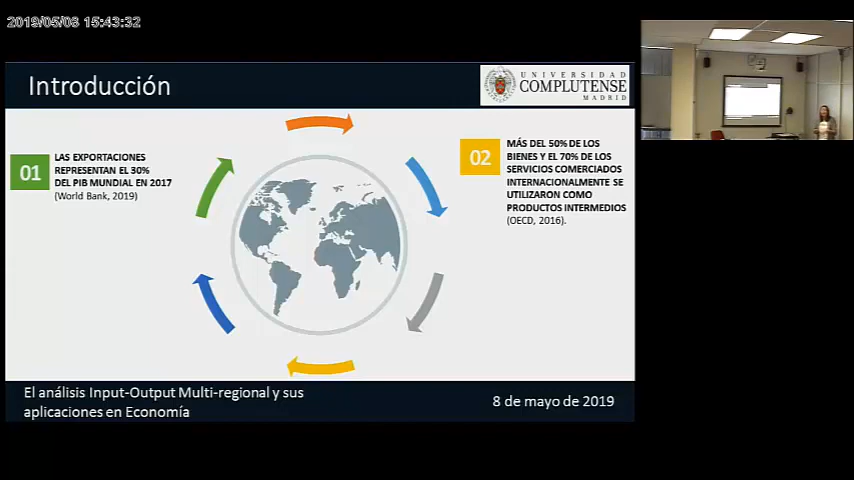 2019/05/08 15:43:32
Introducción
UNIVERSIDAD
COMPLUTENSE
MADRID
01
LAS EXPORTACIONES
REPRESENTAN EL 30%
DEL PIB MUNDIAL EN 2017
(World Bank, 2019)
02
MÁS DEL 50% DE LOS
BIENES Y EL 70% DE LOS
SERVICIOS COMERCIADOS
INTERNACIONALMENTE SE
UTILIZARON COMO
PRODUCTOS INTERMEDIOS
(OECD, 2016).
El análisis Input-Output Multi-regional y sus
aplicaciones en Economía
8 de mayo de 2019